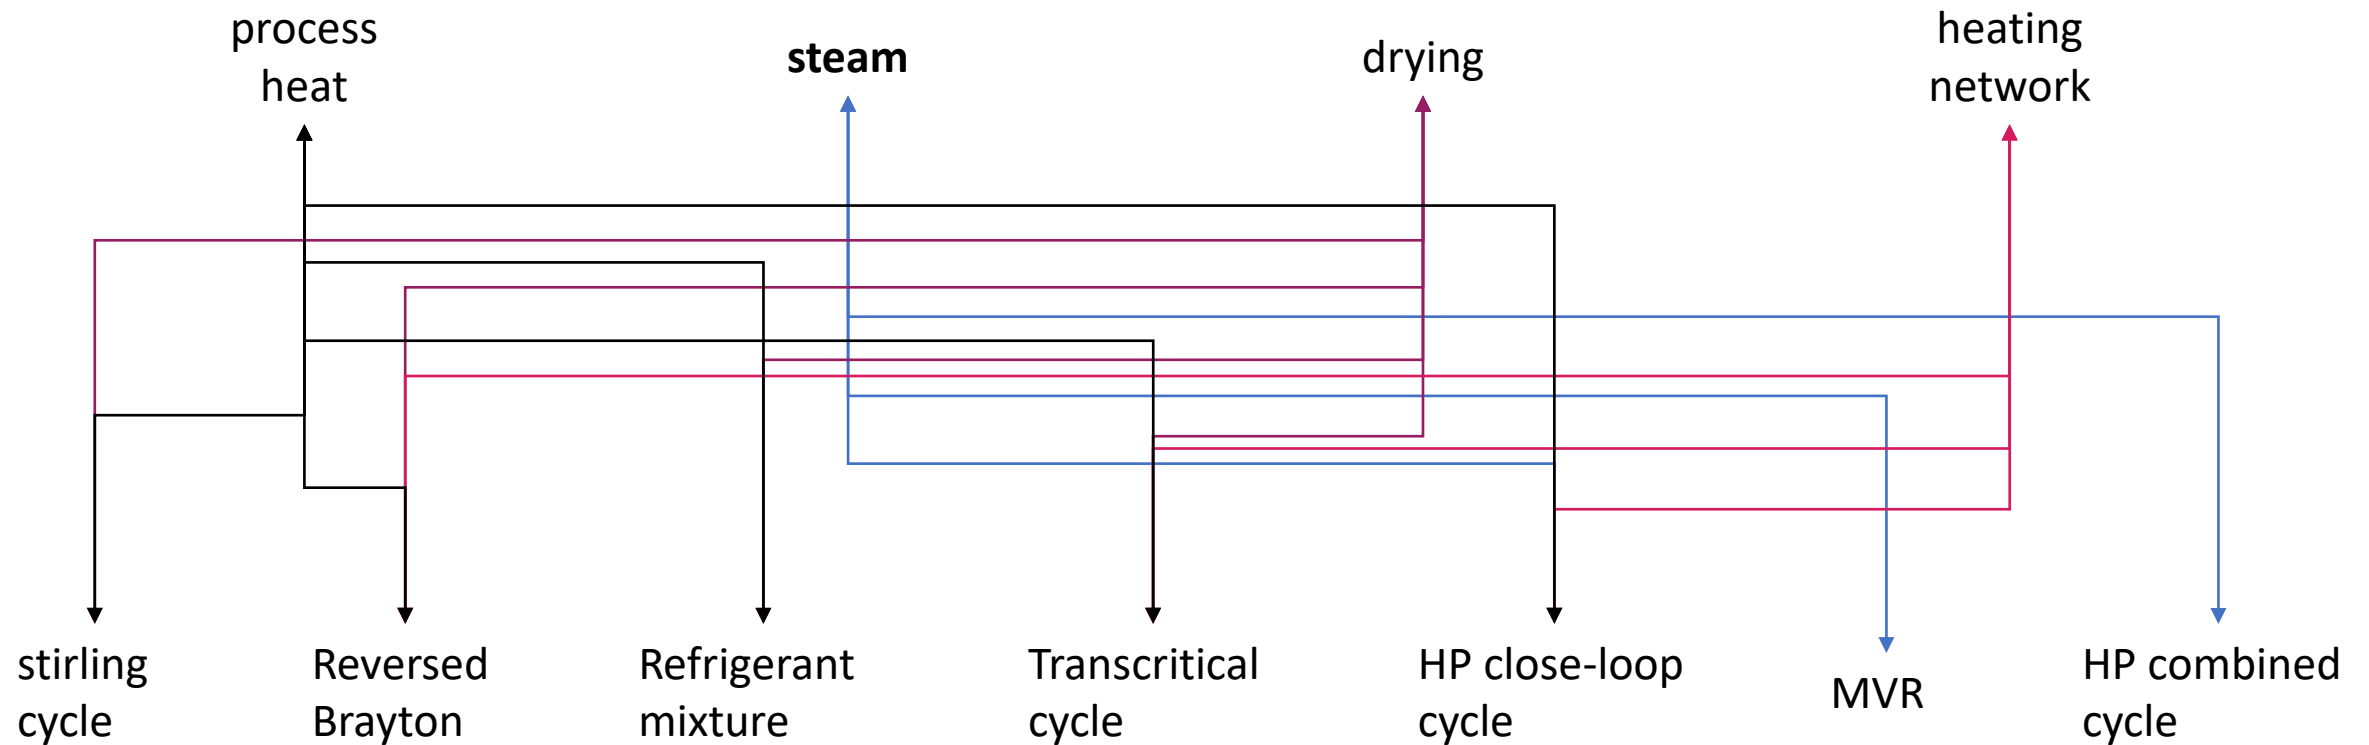 process
heat
steam
drying
heating
network
stirling
cycle
Reversed
Brayton
Refrigerant
mixture
Transcritical
cycle
HP close-loop
cycle
MVR
HP combined
cycle